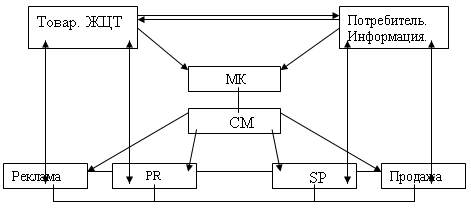 Товар. ЖЦТ
Потребитель.
Информация.
МК
СМ
Реклама
PR
SP
Продажа